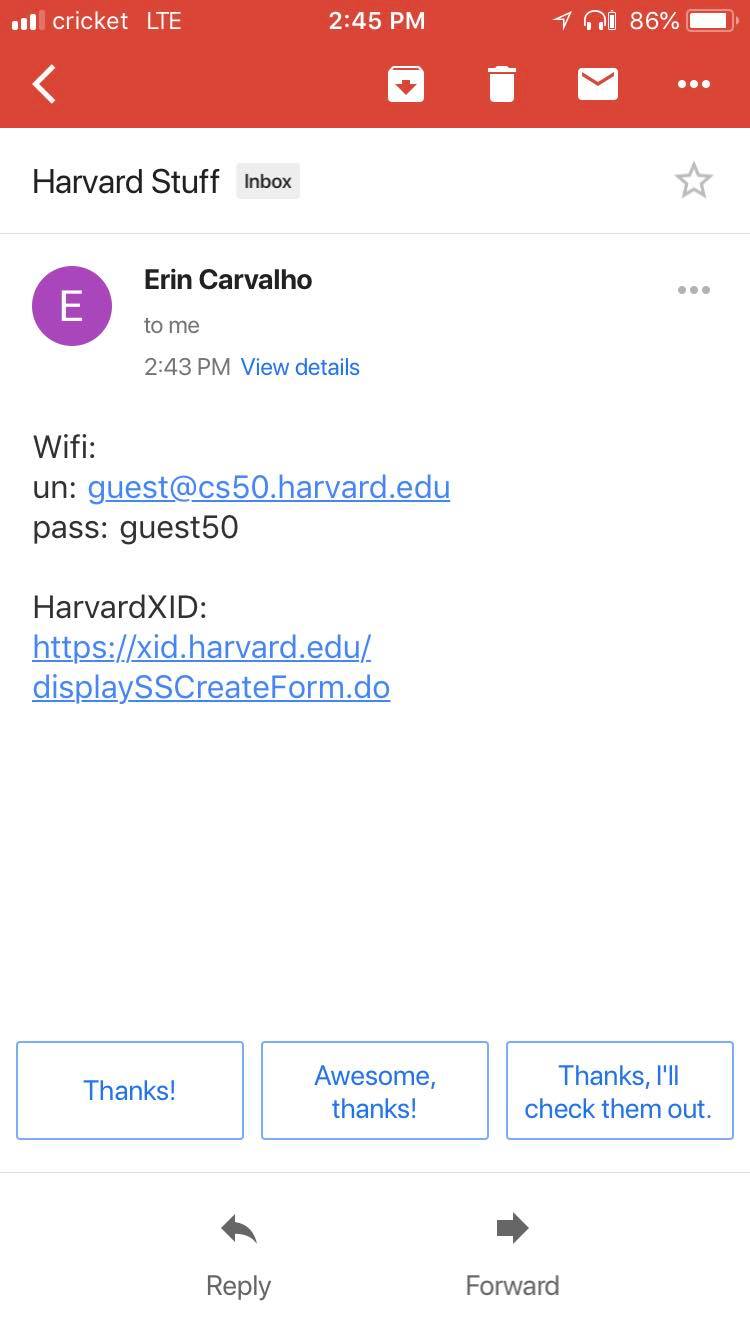 cricket LTE 2:45 PM 86%
Harvard Stuff Inbox
E
Erin Carvalho
to me
2:43 PM View details
Wifi:
un: guest@cs50.harvard.edu
pass: guest50
HarvardXID:
https://xid.harvard.edu/
displaySSCreateForm.do
Thanks!
Awesome,
thanks!
Thanks, I'll
check them out.
Reply Forward